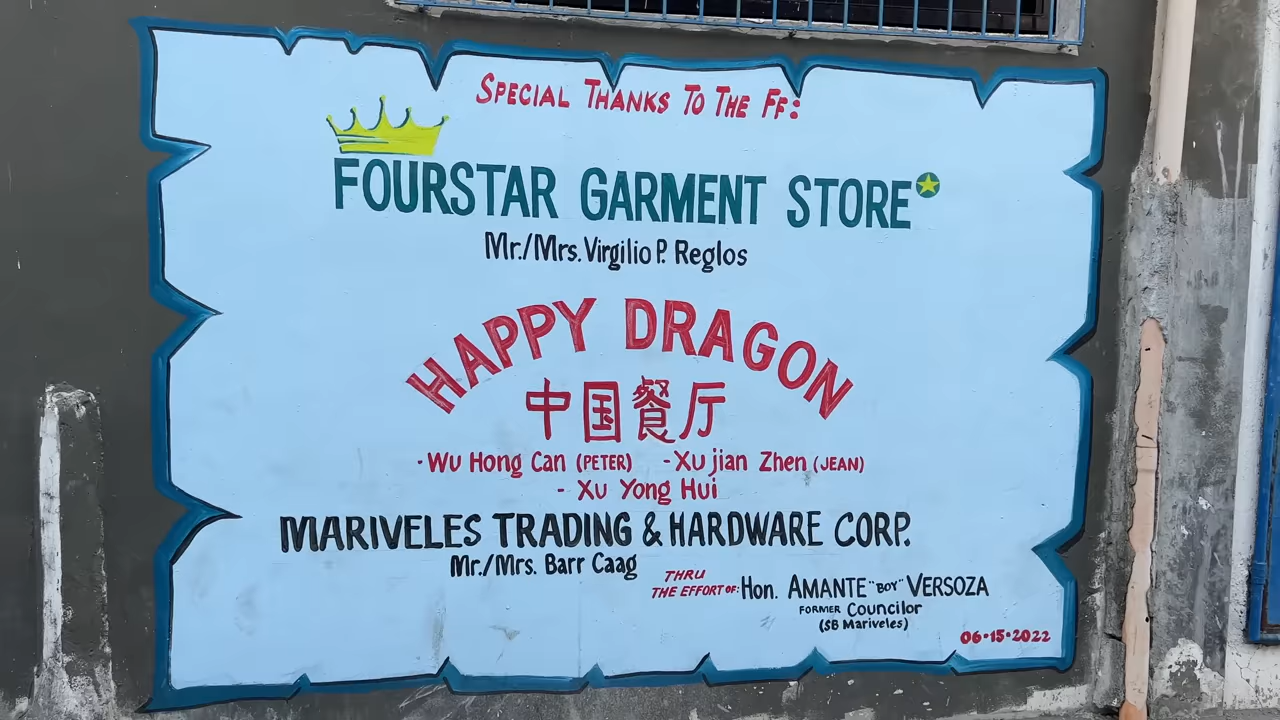 SPECIAL THANKS TO THE FF:
FOURSTAR GARMENT STORE
Mr./Mrs. Virgilio P. Reglos
HAPPY DRAGON
中国餐厅
-Wu Hong Can (PETER) -Xu jian Zhen (JEAN)
- Xu Yong Hui
MARIVELES TRADING & HARDWARE CORP.
Mr./Mrs. Barr Caag
THRU
THE EFFORT OF: Hon. AMANTE "BOY" VERSOZA
FORMER Councilor
(SB Mariveles)
06-15-2022